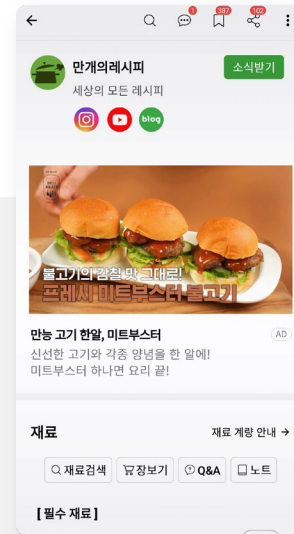 1 387 102
만개의레시피 소식받기
세상의 모든 레시피
blog
불고기의 감칠 맛 그대로!
프레시 미트부스터 불고기
만능 고기 한알, 미트부스터 AD
신선한 고기와 각종 양념을 한 알에!
미트부스터 하나면 요리 끝!
재료 재료 계량 안내 →
재료검색 장보기 Q&A 노트
[ 필수 재료 ]